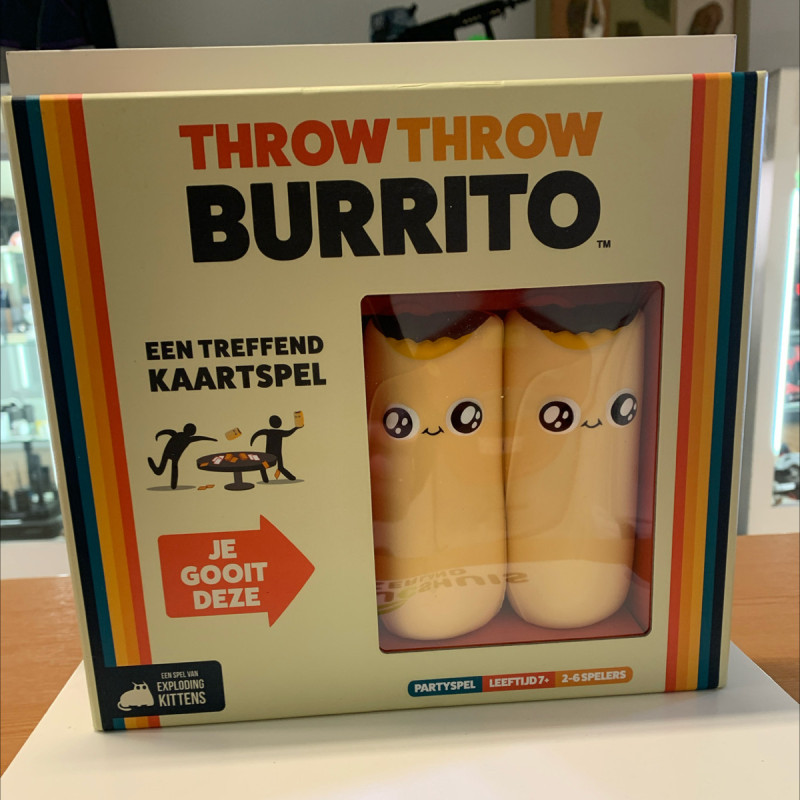 THROW THROW
BURRITO
TM
EEN TREFFEND
KAARTSPEL
JE
GOOIT
DEZE
EEN SPEL VAN
EXPLODING
KITTENS
PARTYSPEL LEEFTIJD 7+ 2-6 SPELERS